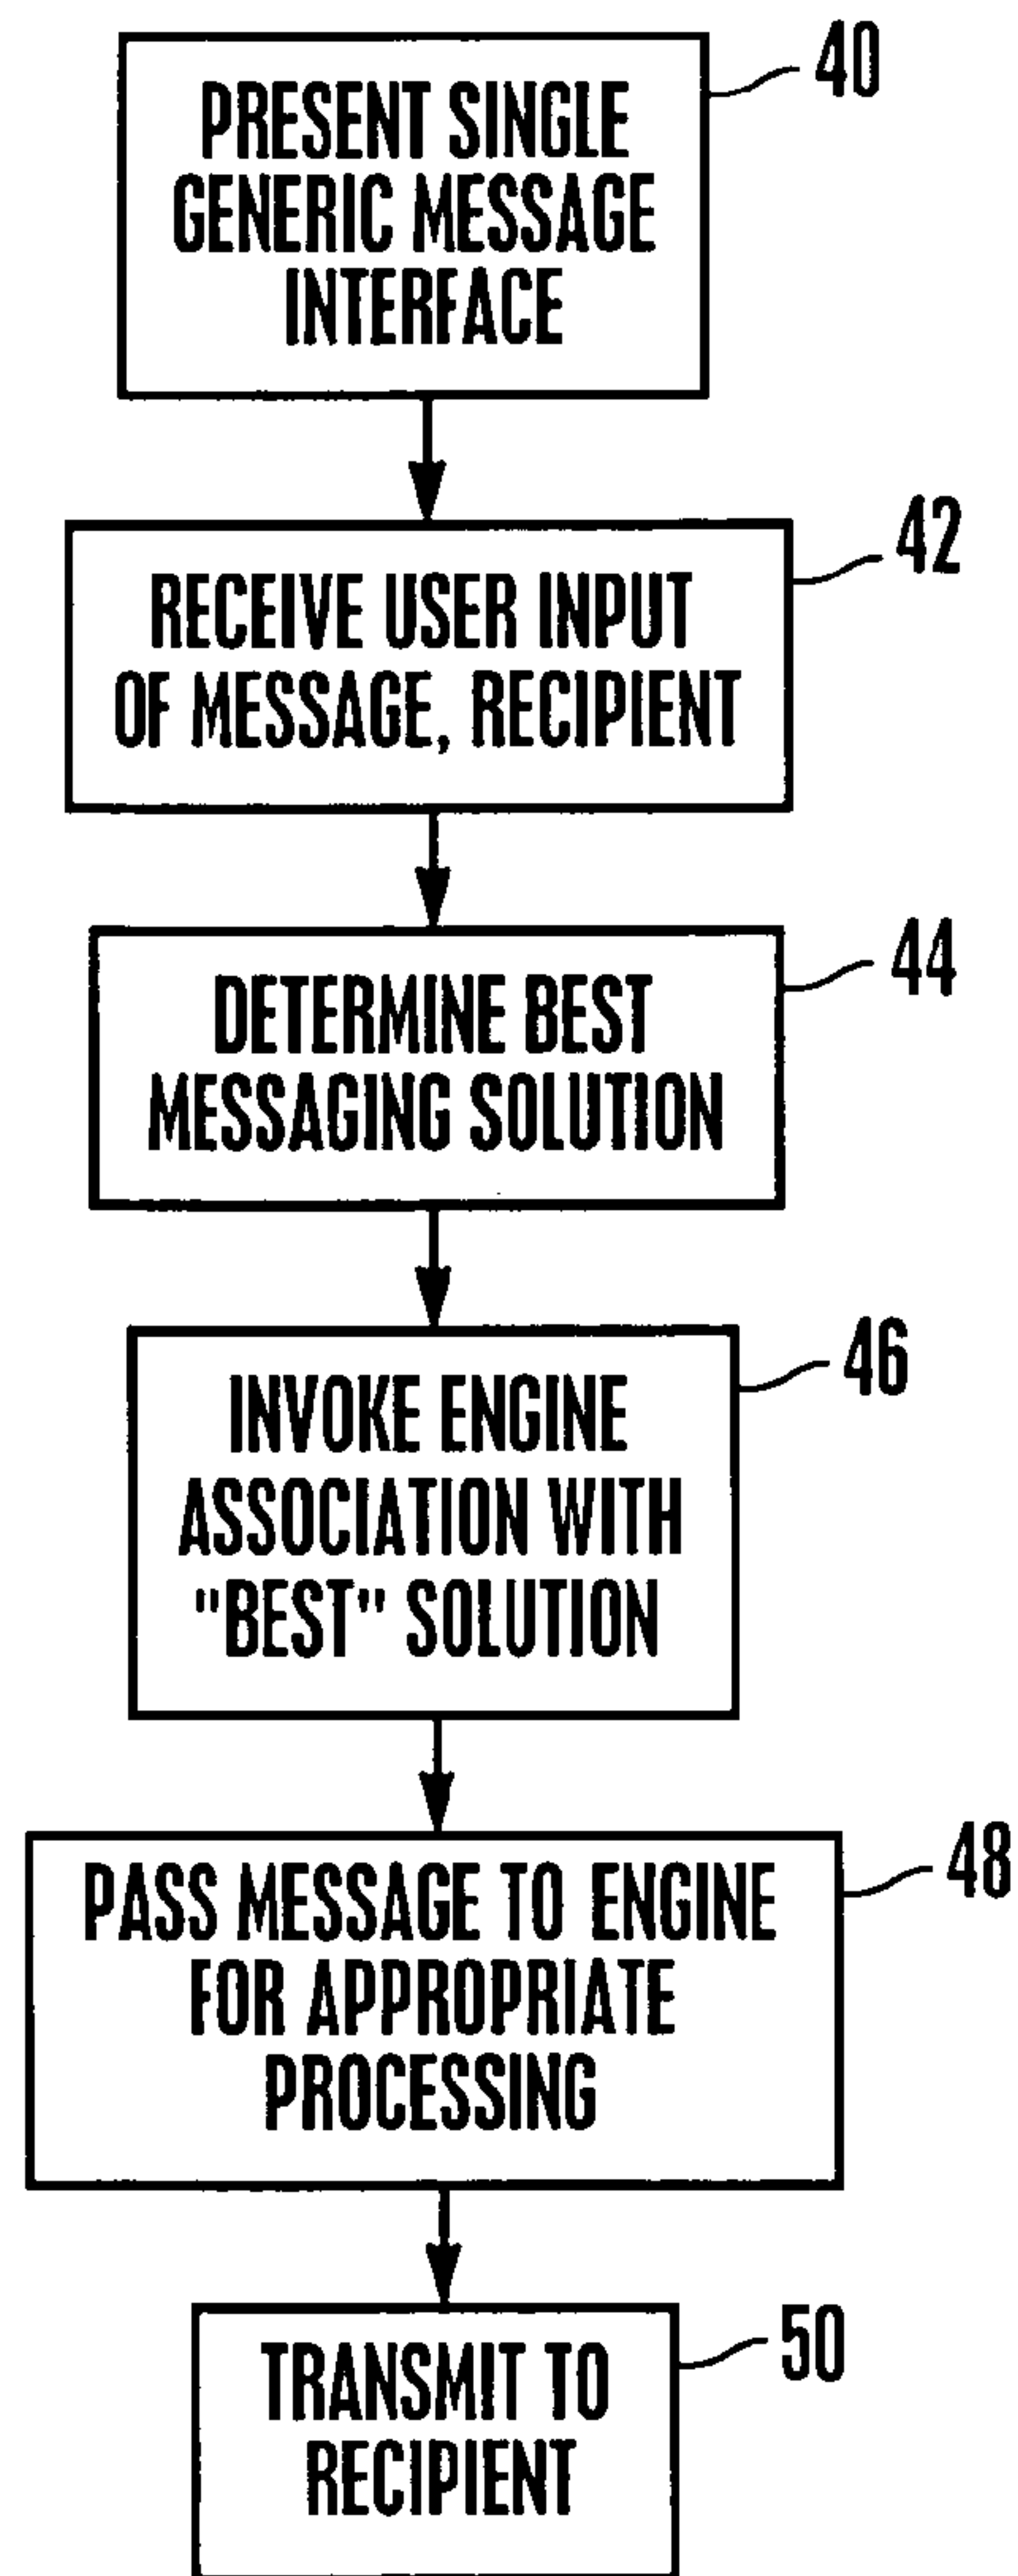 40
PRESENT SINGLE
GENERIC MESSAGE
INTERFACE
42
RECEIVE USER INPUT
OF MESSAGE, RECIPIENT
44
DETERMINE BEST
MESSAGING SOLUTION
46
INVOKE ENGINE
ASSOCIATION WITH
"BEST" SOLUTION
48
PASS MESSAGE TO ENGINE
FOR APPROPRIATE
PROCESSING
50
TRANSMIT TO
RECIPIENT